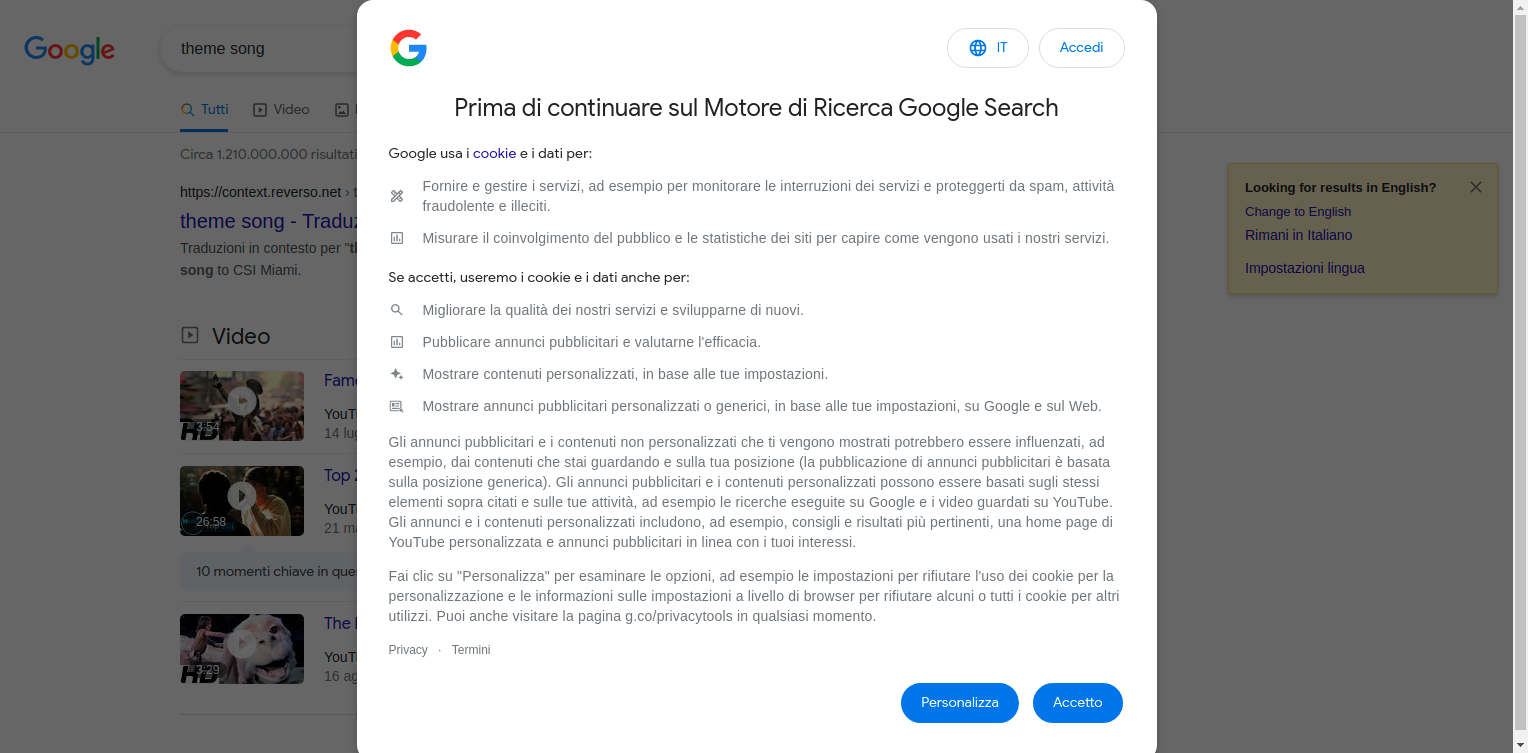 Google
theme song
Tutti
Video
Circa 1.210.000.000 risultati
https://context.reverso.net ›
theme song -
Traduzioni in contesto per
song to CSI Miami.
Video
3:54
HD
14
Top
26:58
21
10 momenti chiave in
The
3:29
HD
16
IT
Accedi
Prima di continuare sul Motore di Ricerca Google Search
Google usa i cookie e i dati per:
Fornire e gestire i servizi, ad esempio per monitorare le interruzioni dei servizi e proteggerti da spam, attività
fraudolente e illeciti.
Misurare il coinvolgimento del pubblico e le statistiche dei siti per capire come vengono usati i nostri servizi.
Se accetti, useremo i cookie e i dati anche per:
Migliorare la qualità dei nostri servizi e svilupparne di nuovi.
Pubblicare annunci pubblicitari e valutarne l'efficacia.
Mostrare contenuti personalizzati, in base alle tue impostazioni.
Mostrare annunci pubblicitari personalizzati o generici, in base alle tue impostazioni, su Google e sul Web.
Gli annunci pubblicitari e i contenuti non personalizzati che ti vengono mostrati potrebbero essere influenzati, ad
esempio, dai contenuti che stai guardando e sulla tua posizione (la pubblicazione di annunci pubblicitari è basata
sulla posizione generica). Gli annunci pubblicitari e i contenuti personalizzati possono essere basati sugli stessi
elementi sopra citati e sulle tue attività, ad esempio le ricerche eseguite su Google e i video guardati su YouTube.
Gli annunci e i contenuti personalizzati includono, ad esempio, consigli e risultati più pertinenti, una home page di
YouTube personalizzata e annunci pubblicitari in linea con i tuoi interessi.
Fai clic su "Personalizza" per esaminare le opzioni, ad esempio le impostazioni per rifiutare l'uso dei cookie per la
personalizzazione e le informazioni sulle impostazioni a livello di browser per rifiutare alcuni o tutti i cookie per altri
utilizzi. Puoi anche visitare la pagina g.co/privacytools in qualsiasi momento.
Privacy · Termini
Personalizza
Accetto
Looking for results in English?
Change to English
Rimani in Italiano
Impostazioni lingua